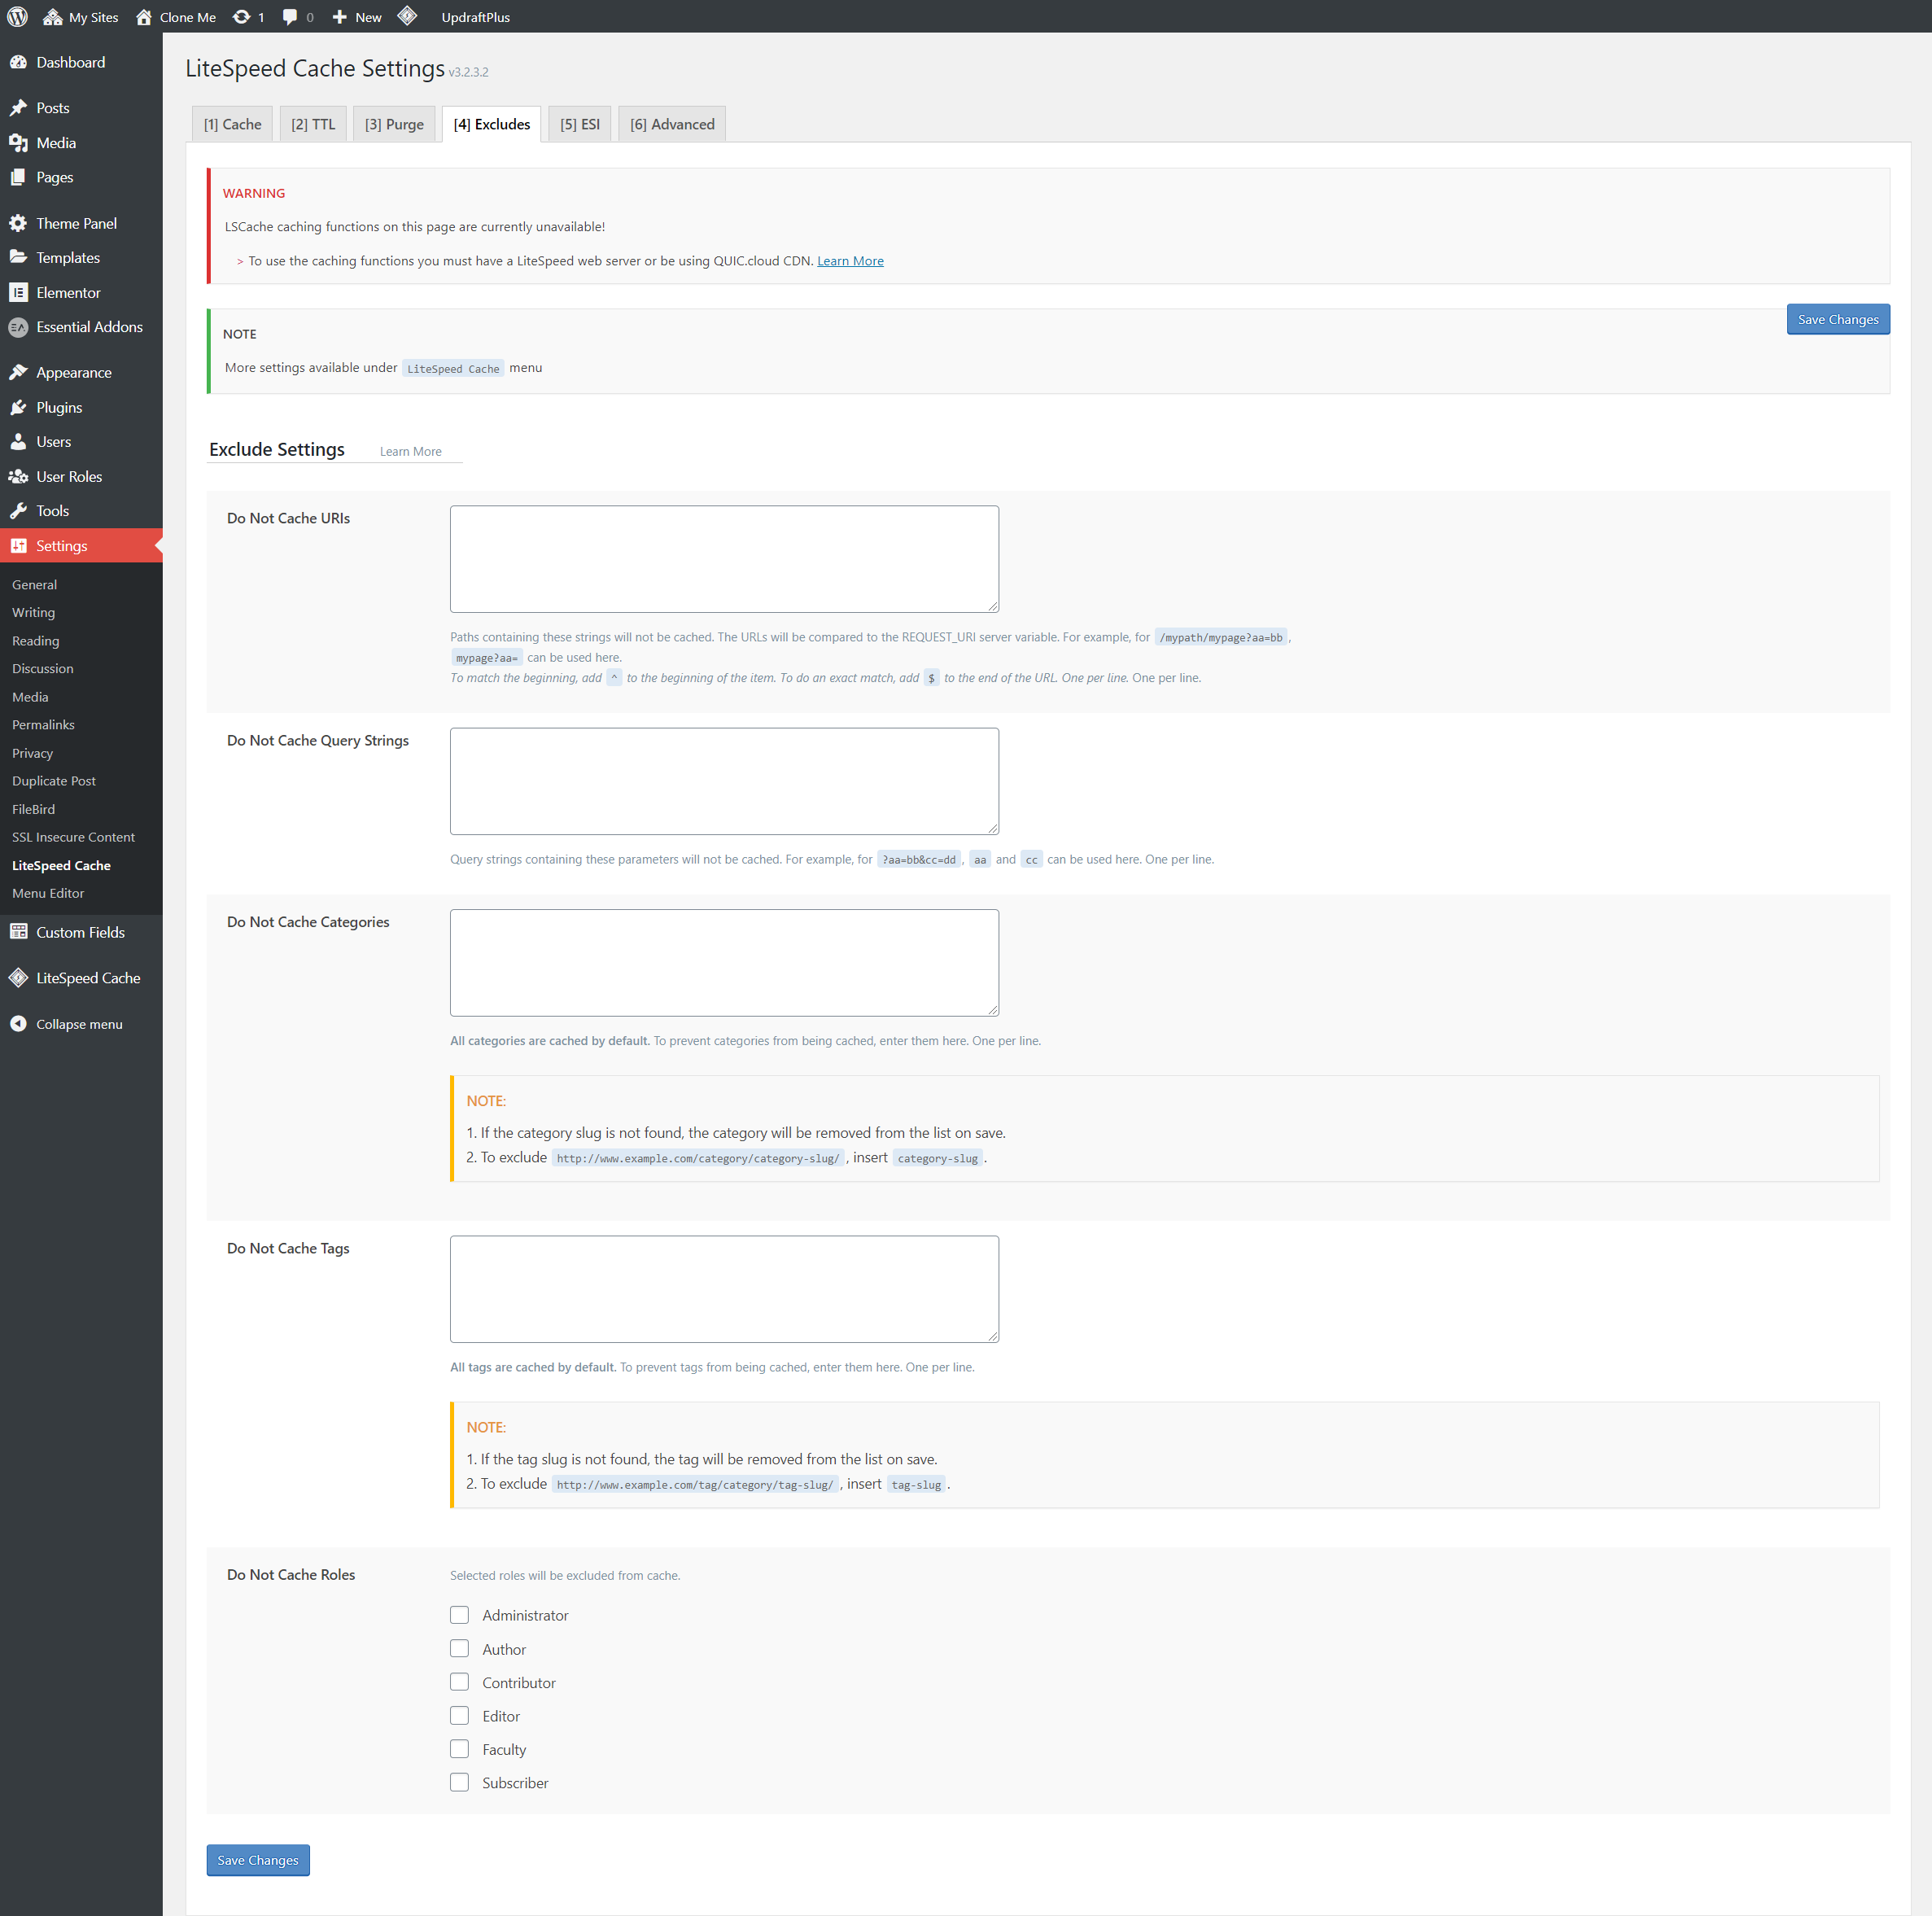 My Sites
Clone Me
1
0
New
UpdraftPlus
Dashboard
Posts
Media
Pages
Theme Panel
Templates
Elementor
Essential Addons
Appearance
Plugins
Users
User Roles
Tools
Settings
General
Writing
Reading
Discussion
Media
Permalinks
Privacy
Duplicate Post
FileBird
SSL Insecure Content
LiteSpeed Cache
Menu Editor
Custom Fields
LiteSpeed Cache
Collapse menu
LiteSpeed Cache Settings v3.2.3.2
[1] Cache
[2] TTL
[3] Purge
[4] Excludes
[5] ESI
[6] Advanced
WARNING
LSCache caching functions on this page are currently unavailable!
> To use the caching functions you must have a LiteSpeed web server or be using QUIC.cloud CDN. Learn More
Save Changes
NOTE
More settings available under LiteSpeed Cache menu
Exclude Settings Learn More
Do Not Cache URIs
Paths containing these strings will not be cached. The URLs will be compared to the REQUEST_URI server variable. For example, for /mypath/mypage?aa=bb ,
mypage?aa= can be used here.
To match the beginning, add ^ to the beginning of the item. To do an exact match, add $ to the end of the URL. One per line. One per line.
Do Not Cache Query Strings
Query strings containing these parameters will not be cached. For example, for ?aa=bb&cc=dd , aa and cc can be used here. One per line.
Do Not Cache Categories
All categories are cached by default. To prevent categories from being cached, enter them here. One per line.
NOTE:
1. If the category slug is not found, the category will be removed from the list on save.
2. To exclude http://www.example.com/category/category-slug/ , insert category-slug .
Do Not Cache Tags
All tags are cached by default. To prevent tags from being cached, enter them here. One per line.
NOTE:
1. If the tag slug is not found, the tag will be removed from the list on save.
2. To exclude http://www.example.com/tag/category/tag-slug/ , insert tag-slug .
Do Not Cache Roles
Selected roles will be excluded from cache.
Administrator
Author
Contributor
Editor
Faculty
Subscriber
Save Changes